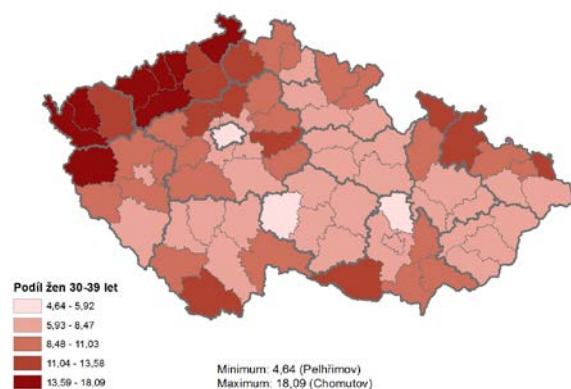 Podíl žen 30-39 let
4,64 - 5,92
5,93 - 8,47
8,48 - 11,03
11,04 - 13,58
13,59 - 18,09
Minimum: 4,64 (Pelhřimov)
Maximum: 18,09 (Chomutov)